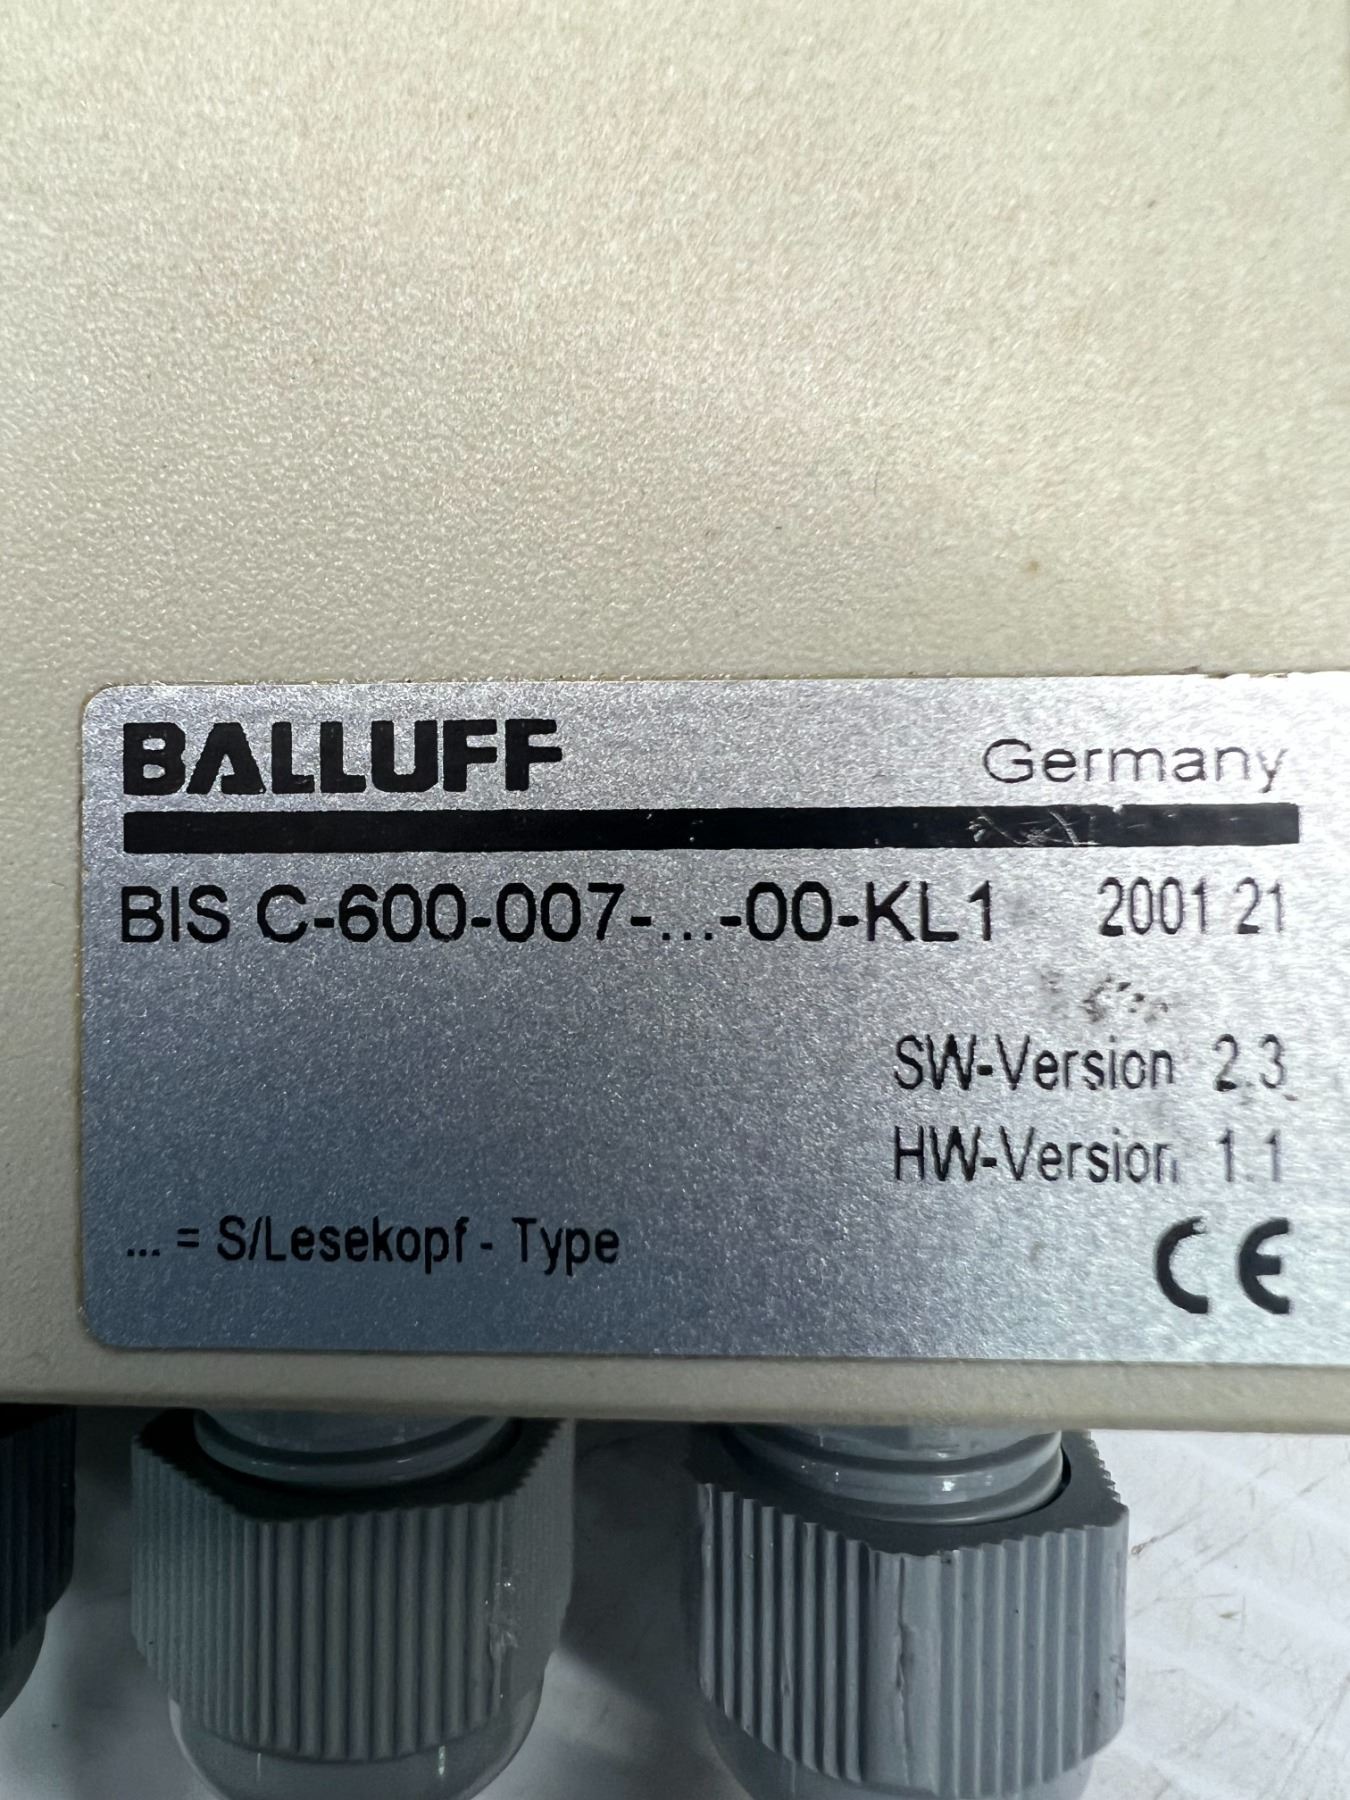 BALLUFF Germany
BIS C-600-007-...-00-KL1 2001 21
SW-Version 2.3
HW-Version 1.1
... = S/Lesekopf - Type
CE